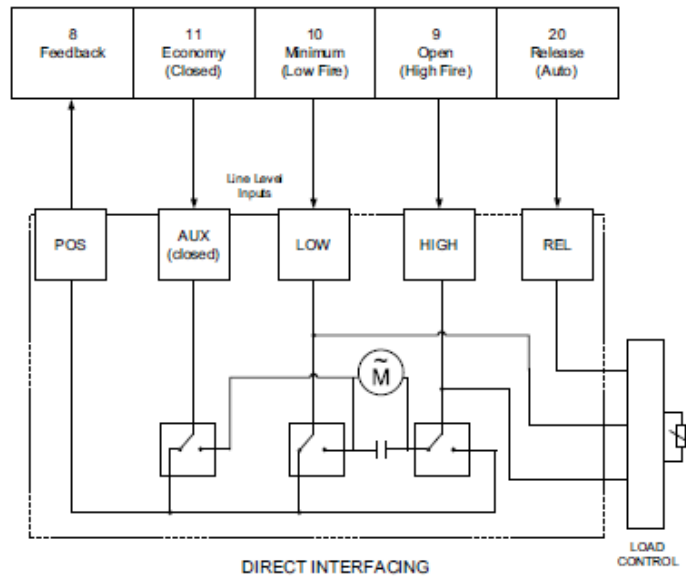 8
Feedback
11
Economy
(Closed)
10
Minimum
(Low Fire)
9
Open
(High Fire)
20
Release
(Auto)
Line Level
Inputs
POS
AUX
(closed)
LOW
HIGH
REL
~
M
LOAD
CONTROL
DIRECT INTERFACING